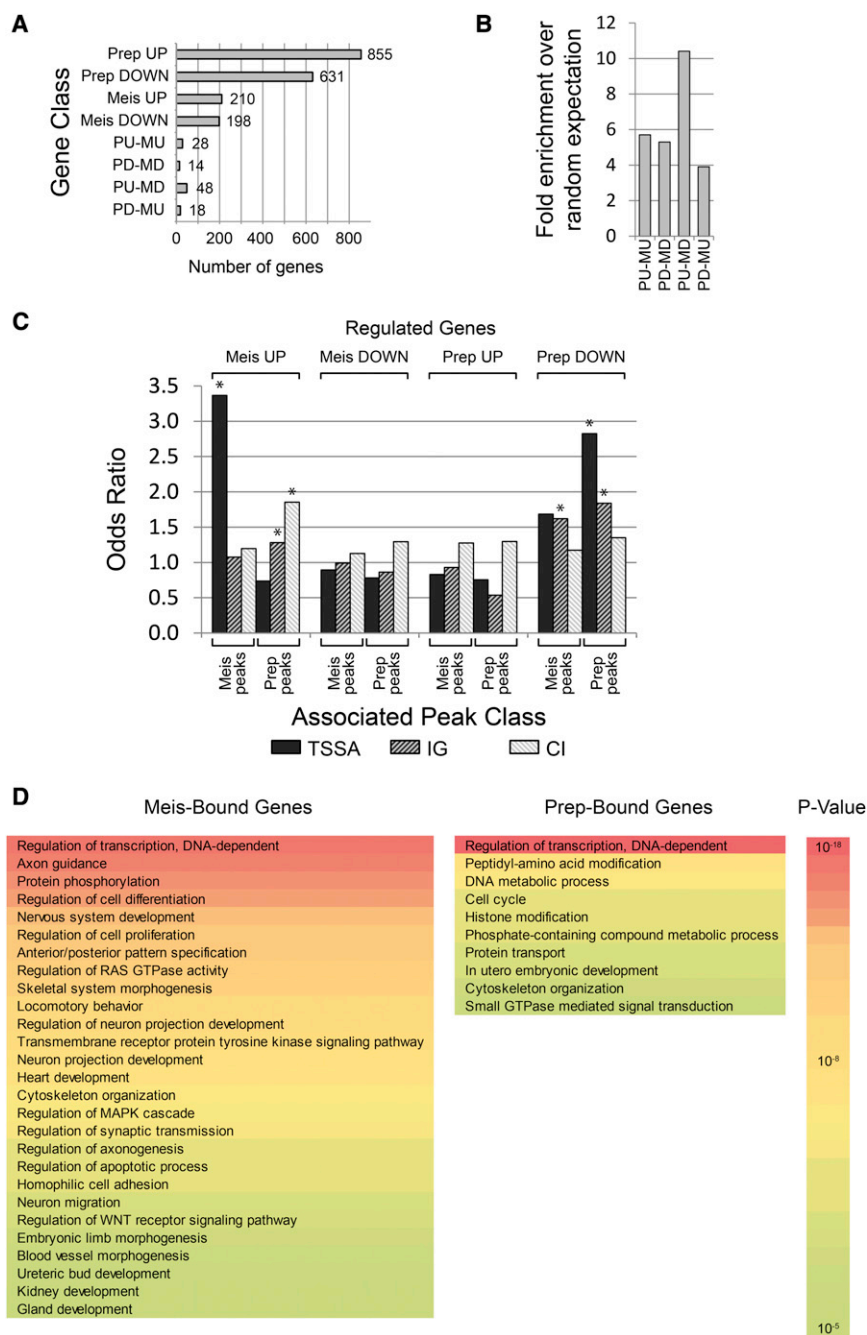 A
Gene Class
Prep UP
855
Prep DOWN
631
Meis UP
210
Meis DOWN
198
PU-MU
28
PD-MD
14
PU-MD
48
PD-MU
18
0 200 400 600 800
Number of genes
B
Fold enrichment over
random expectation
12
10
8
6
4
2
0
PU-MU
PD-MD
PU-MD
PD-MU
C
Regulated Genes
Meis UP Meis DOWN Prep UP Prep DOWN
Odds Ratio
3.5
3.0
2.5
2.0
1.5
1.0
0.5
0.0
* * * * * *
Meis peaks
Prep peaks
Meis peaks
Prep peaks
Meis peaks
Prep peaks
Meis peaks
Prep peaks
Associated Peak Class
TSSA IG CI
D
Meis-Bound Genes
Regulation of transcription, DNA-dependent
Axon guidance
Protein phosphorylation
Regulation of cell differentiation
Nervous system development
Regulation of cell proliferation
Anterior/posterior pattern specification
Regulation of RAS GTPase activity
Skeletal system morphogenesis
Locomotory behavior
Regulation of neuron projection development
Transmembrane receptor protein tyrosine kinase signaling pathway
Neuron projection development
Heart development
Cytoskeleton organization
Regulation of MAPK cascade
Regulation of synaptic transmission
Regulation of axonogenesis
Regulation of apoptotic process
Homophilic cell adhesion
Neuron migration
Regulation of WNT receptor signaling pathway
Embryonic limb morphogenesis
Blood vessel morphogenesis
Ureteric bud development
Kidney development
Gland development
Prep-Bound Genes
Regulation of transcription, DNA-dependent
Peptidyl-amino acid modification
DNA metabolic process
Cell cycle
Histone modification
Phosphate-containing compound metabolic process
Protein transport
In utero embryonic development
Cytoskeleton organization
Small GTPase mediated signal transduction
P-Value
10⁻¹⁸
10⁻⁸
10⁻⁵